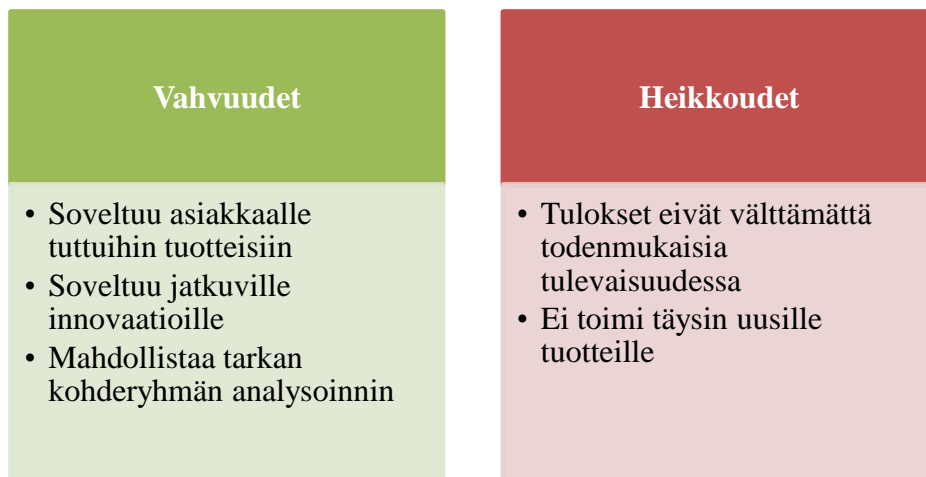 Vahvuudet
• Soveltuu asiakkaalle
tuttuihin tuotteisiin
• Soveltuu jatkuville
innovaatioille
• Mahdollistaa tarkan
kohderyhmän analysoinnin
Heikkoudet
• Tulokset eivät välttämättä
todenmukaisia
tulevaisuudessa
• Ei toimi täysin uusille
tuotteille